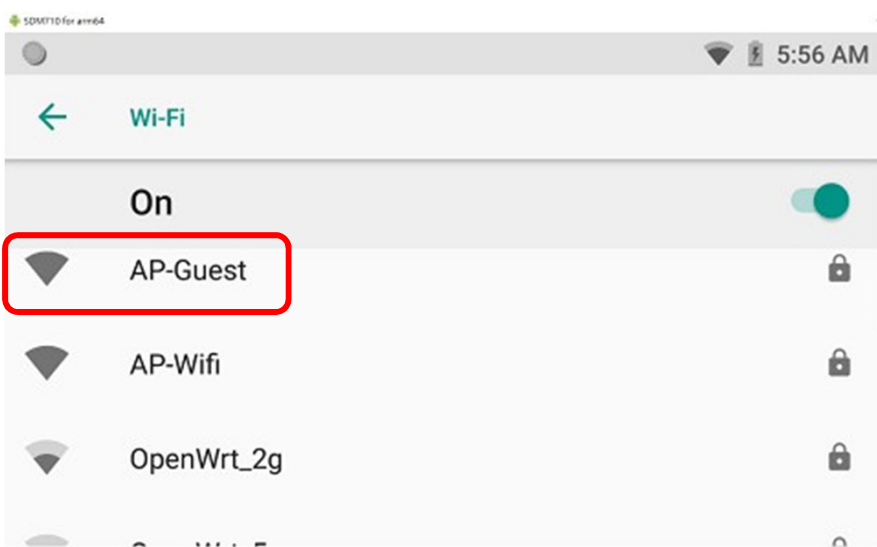 SDM710 for arm64
5:56 AM
Wi-Fi
On
AP-Guest
AP-Wifi
OpenWrt_2g